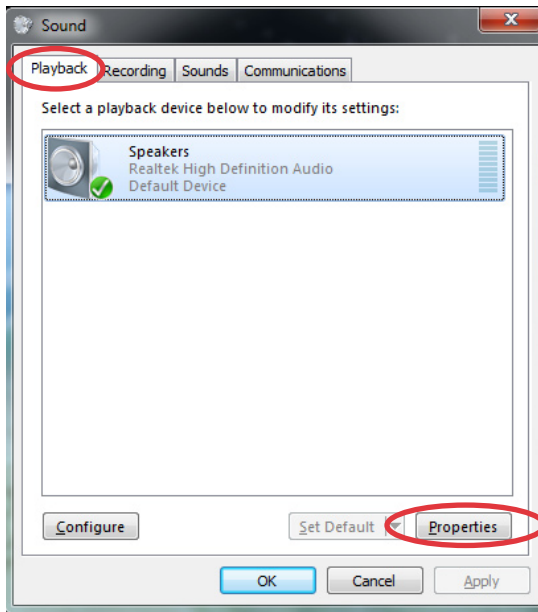 Sound
Playback Recording Sounds Communications
Select a playback device below to modify its settings:
Speakers
Realtek High Definition Audio
Default Device
Configure Set Default Properties
OK Cancel Apply